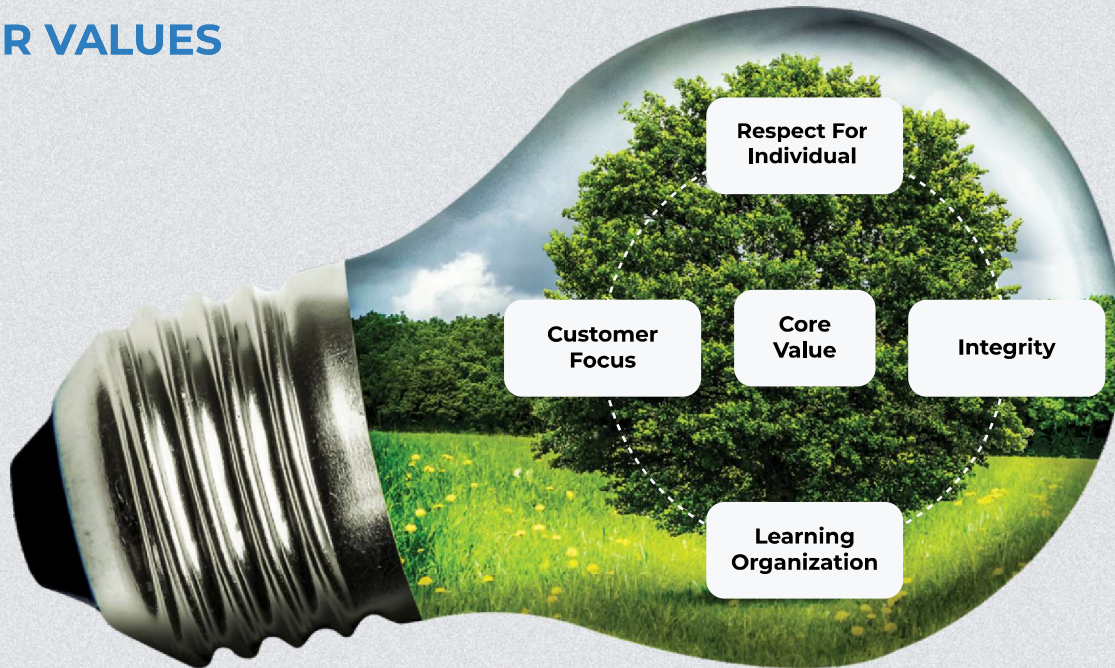 R VALUES
Respect For
Individual
Customer
Focus
Core
Value
Integrity
Learning
Organization